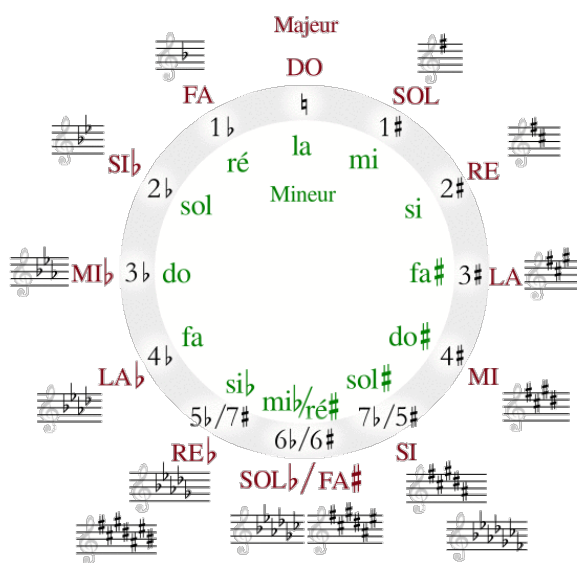 Majeur
DO
FA
SOL
♮
1♭
1♯
SI♭
ré
la
mi
RE
Mineur
2♭
2♯
sol
si
MI♭
3♭
do
fa♯
3♯
LA
fa
do♯
LA♭
4♭
4♯
MI
si♭
mi♭/ré♯
sol♯
5♭/7♯
6♭/6♯
7♭/5♯
RE♭
SOL♭/FA♯
SI